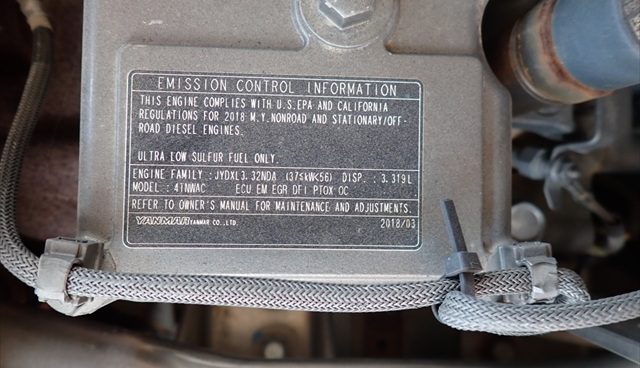 EMISSION CONTROL INFORMATION
THIS ENGINE COMPLIES WITH U.S.EPA AND CALIFORNIA
REGULATIONS FOR 2018 M.Y.NONROAD AND STATIONARY/OFF-
ROAD DIESEL ENGINES.
ULTRA LOW SULFUR FUEL ONLY.
ENGINE FAMILY : JYDXL3.32NDA (37≤kW<56) DISP. : 3.319L
MODEL : 4TNWAC ECU EM EGR DFI PTOX OC
REFER TO OWNER'S MANUAL FOR MAINTENANCE AND ADJUSTMENTS.
YANMAR YANMAR CO.,LTD. 2018/03